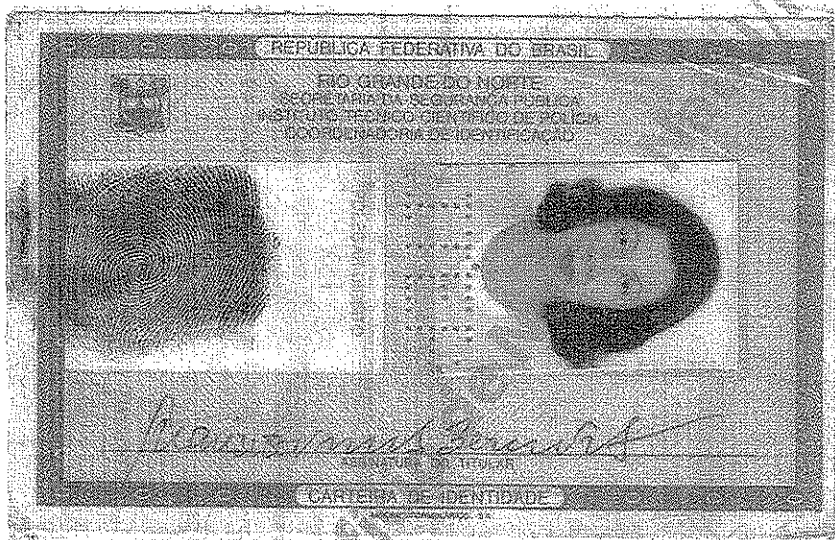 REPÚBLICA FEDERATIVA DO BRASIL
RIO GRANDE DO NORTE
SECRETARIA DA SEGURANÇA PÚBLICA
INSTITUTO TÉCNICO CIENTÍFICO DE POLÍCIA
COORDENADORIA DE IDENTIFICAÇÃO
ASSINATURA DO TITULAR
CARTEIRA DE IDENTIDADE